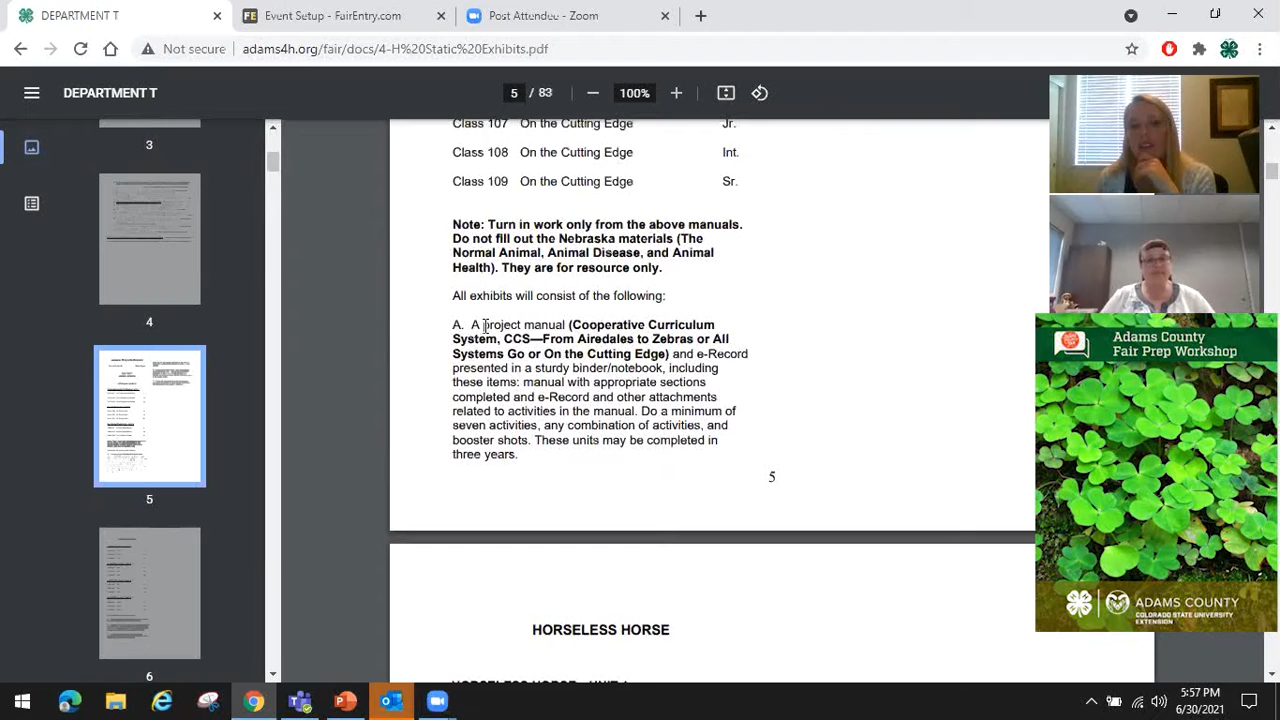 DEPARTMENT T
Event Setup - FairEntry.com
Post Attendee - Zoom
Not secure
adams4h.org/fair/docs/4-H%20Static%20Exhibits.pdf
DEPARTMENT T
5 / 83
100%
3
4
5
6
Class 107 On the Cutting Edge Jr.
Class 108 On the Cutting Edge Int.
Class 109 On the Cutting Edge Sr.
Note: Turn in work only from the above manuals.
Do not fill out the Nebraska materials (The
Normal Animal, Animal Disease, and Animal
Health). They are for resource only.
All exhibits will consist of the following:
A. A project manual (Cooperative Curriculum
System, CCS—From Airedales to Zebras or All
Systems Go or On the Cutting Edge) and e-Record
presented in a study binder/notebook, including
these items: manual with appropriate sections
completed and e-Record and other attachments
related to activities in the manual. Do a minimum of
seven activities, any combination of activities, and
booster shots. These units may be completed in
three years.
5
HORSELESS HORSE
Adams County
Fair Prep Workshop
ADAMS COUNTY
COLORADO STATE UNIVERSITY
EXTENSION
5:57 PM
6/30/2021